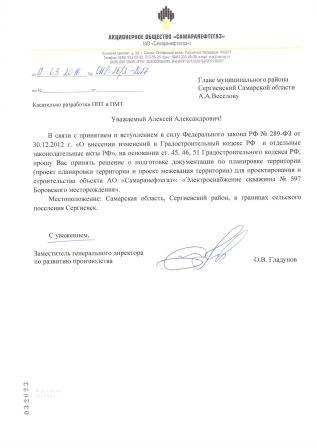 АКЦИОНЕРНОЕ ОБЩЕСТВО «САМАРАНЕФТЕГАЗ»
(АО «Самаранефтегаз»)
Главе муниципального района
Сергиевский Самарской области
А.А.Веселову
Касательно разработки ППТ и ПМТ
Уважаемый Алексей Александрович!
В связи с принятием и вступлением в силу Федерального закона РФ № 289-ФЗ от
30.12.2012 г. «О внесении изменений в Градостроительный кодекс РФ и отдельные
законодательные акты РФ», на основании ст. 45, 46, 51 Градостроительного кодекса РФ,
прошу Вас принять решение о подготовке документации по планировке территории
(проект планировки территории и проект межевания территории) для проектирования и
строительства объекта АО «Самаранефтегаз»: «Электроснабжение скважины № 597
Боровского месторождения».
Местоположение: Самарская область, Сергиевский район, в границах сельского
поселения Сергиевск.
С уважением,
Заместитель генерального директора
по развитию производства
О.В. Гладунов
032023